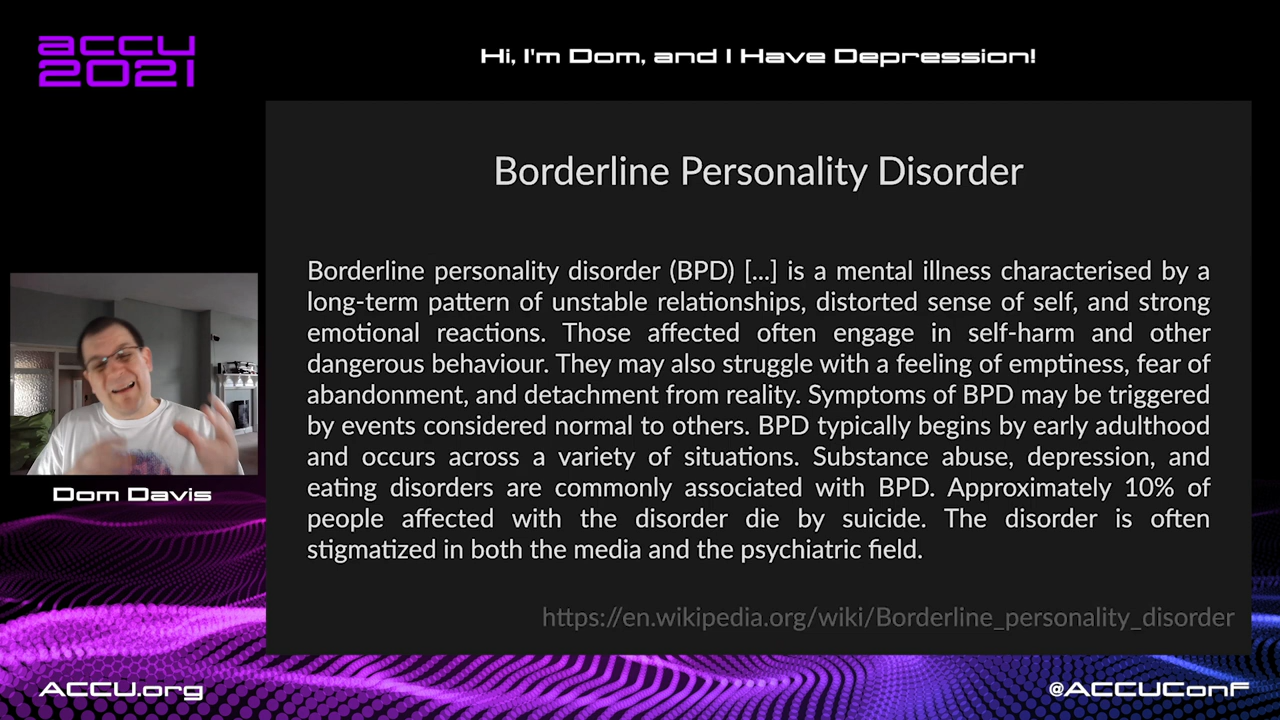 accu
2021
Hi, I'm Dom, and I Have Depression!
Borderline Personality Disorder
Borderline personality disorder (BPD) [...] is a mental illness characterised by a
long-term pattern of unstable relationships, distorted sense of self, and strong
emotional reactions. Those affected often engage in self-harm and other
dangerous behaviour. They may also struggle with a feeling of emptiness, fear of
abandonment, and detachment from reality. Symptoms of BPD may be triggered
by events considered normal to others. BPD typically begins by early adulthood
and occurs across a variety of situations. Substance abuse, depression, and
eating disorders are commonly associated with BPD. Approximately 10% of
people affected with the disorder die by suicide. The disorder is often
stigmatized in both the media and the psychiatric field.
https://en.wikipedia.org/wiki/Borderline_personality_disorder
Dom Davis
ACCU.org
@ACCUConf